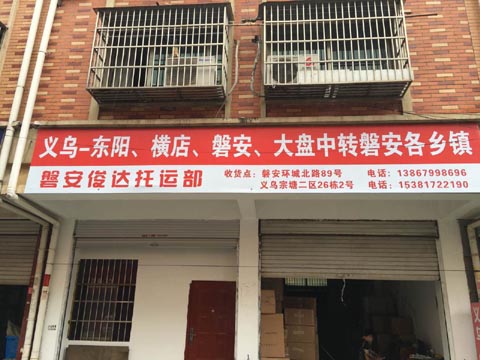 义乌-东阳、横店、磐安、大盘中转磐安各乡镇
磐安俊达托运部
收货点：磐安环城北路89号 电话：13867998696
义乌宗塘二区26栋2号 电话：15381722190